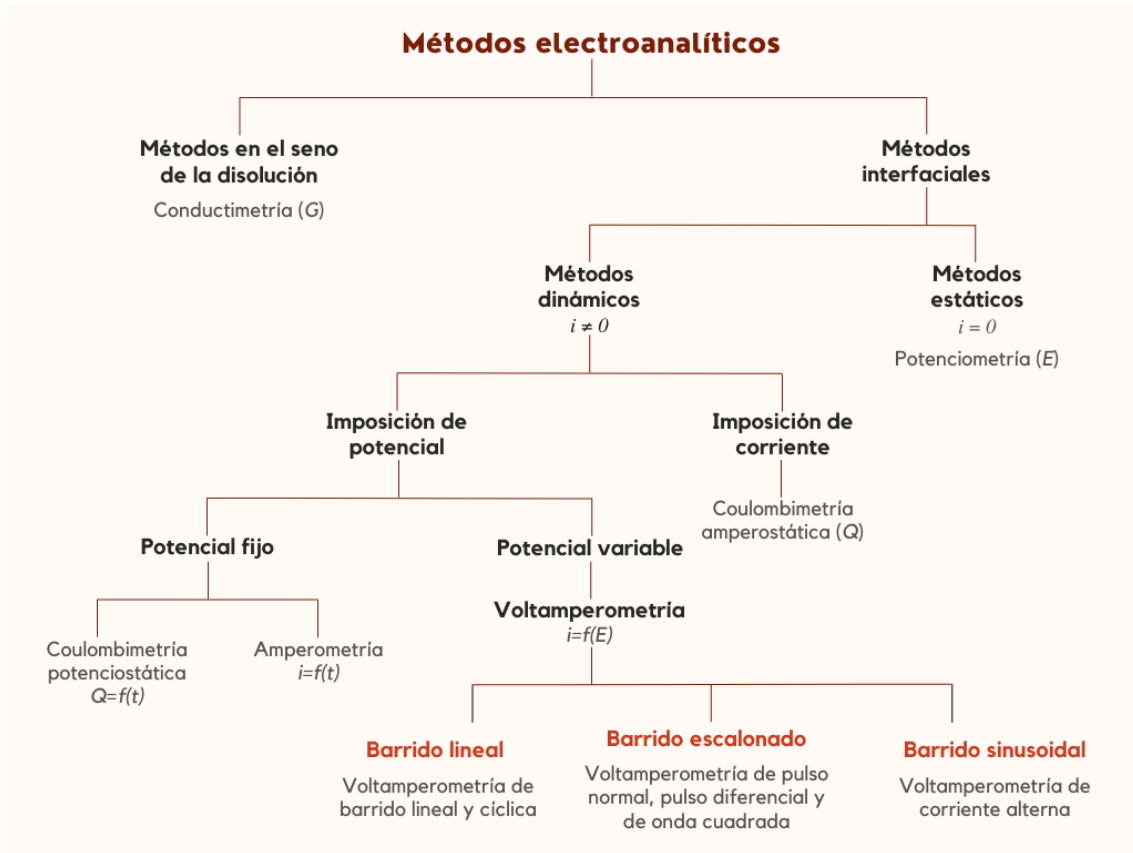 Métodos electroanalíticos
Métodos en el seno
de la disolución
Conductimetría (G)
Métodos
interfaciales
Métodos
dinámicos
i ≠ 0
Métodos
estáticos
i = 0
Potenciometría (E)
Imposición de
potencial
Imposición de
corriente
Coulombimetría
amperostática (Q)
Potencial fijo
Potencial variable
Voltamperometría
i=f(E)
Coulombimetría
potenciostática
Q=f(t)
Amperometría
i=f(t)
Barrido lineal
Voltamperometría de
barrido lineal y cíclica
Barrido escalonado
Voltamperometría de pulso
normal, pulso diferencial y
de onda cuadrada
Barrido sinusoidal
Voltamperometría de
corriente alterna